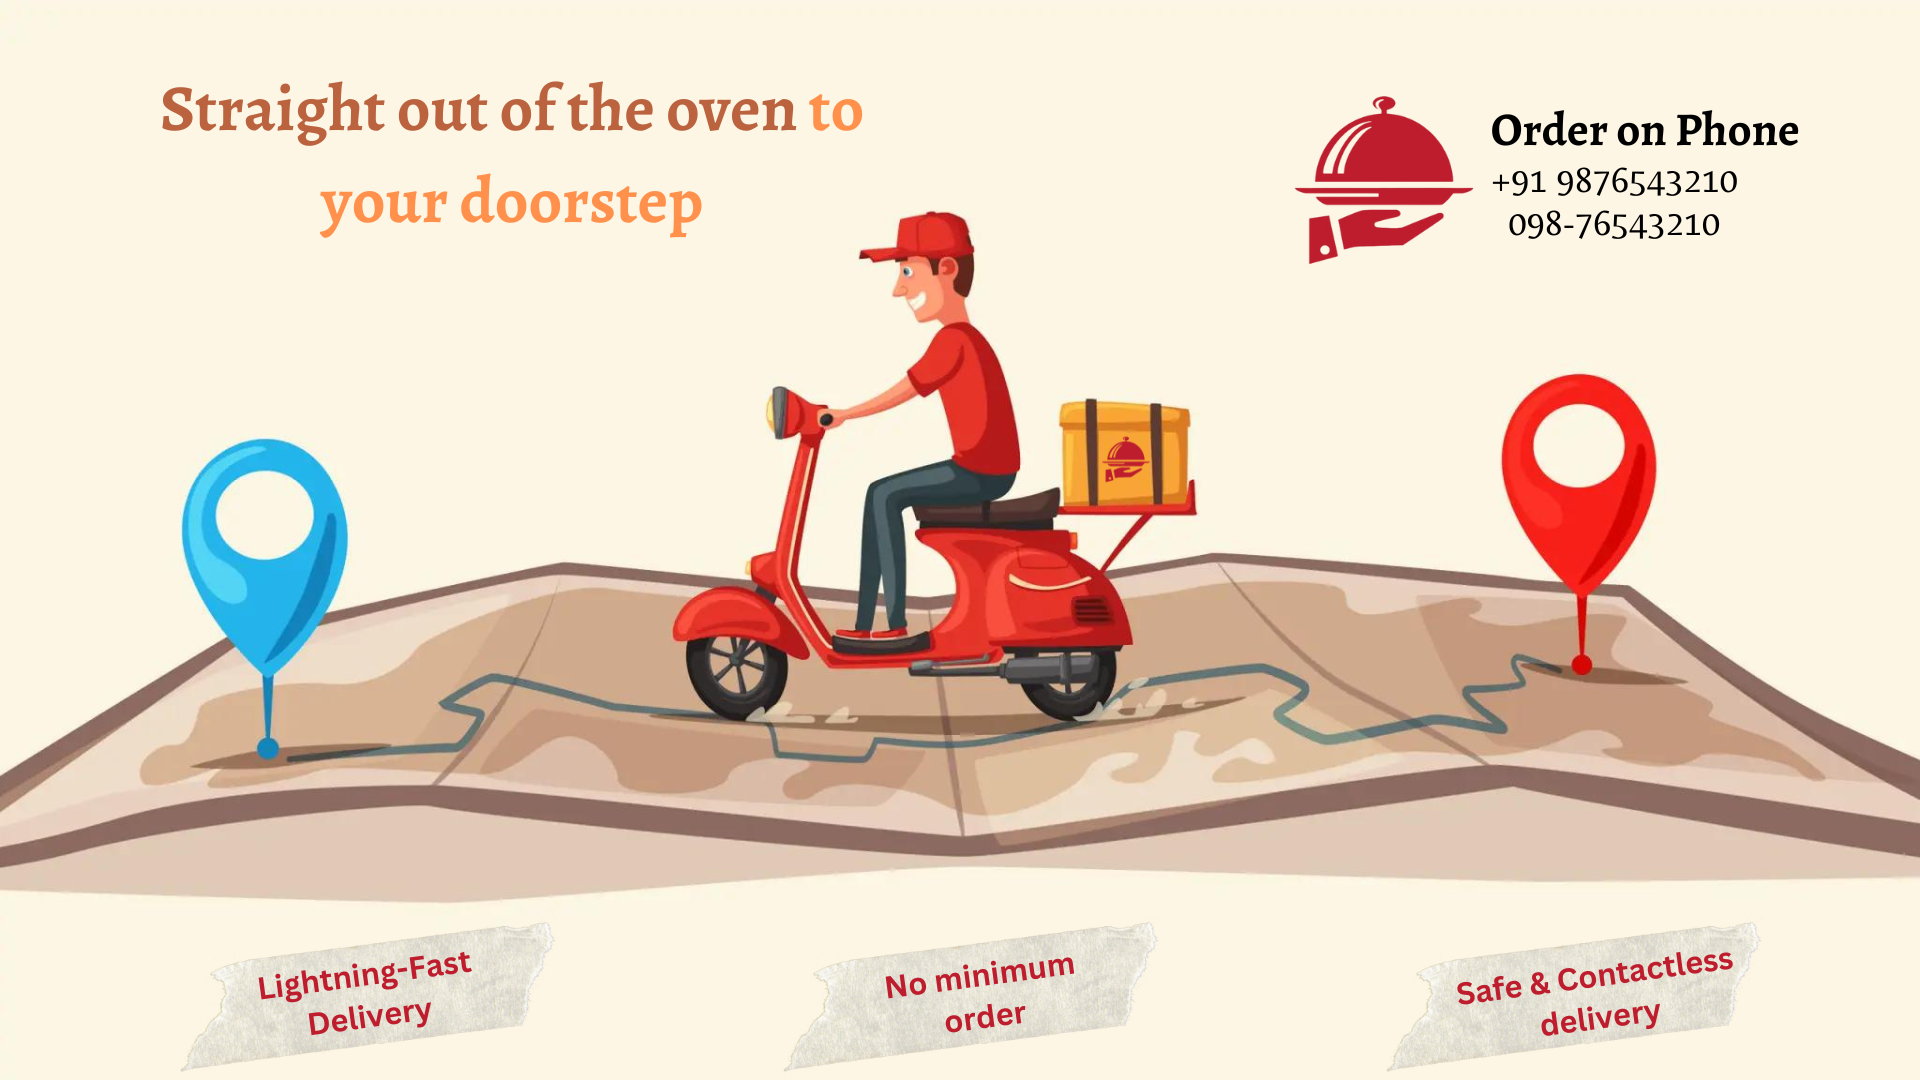 Straight out of the oven to
your doorstep
Order on Phone
+91 9876543210
098-76543210
Lightning-Fast
Delivery
No minimum
order
Safe & Contactless
delivery